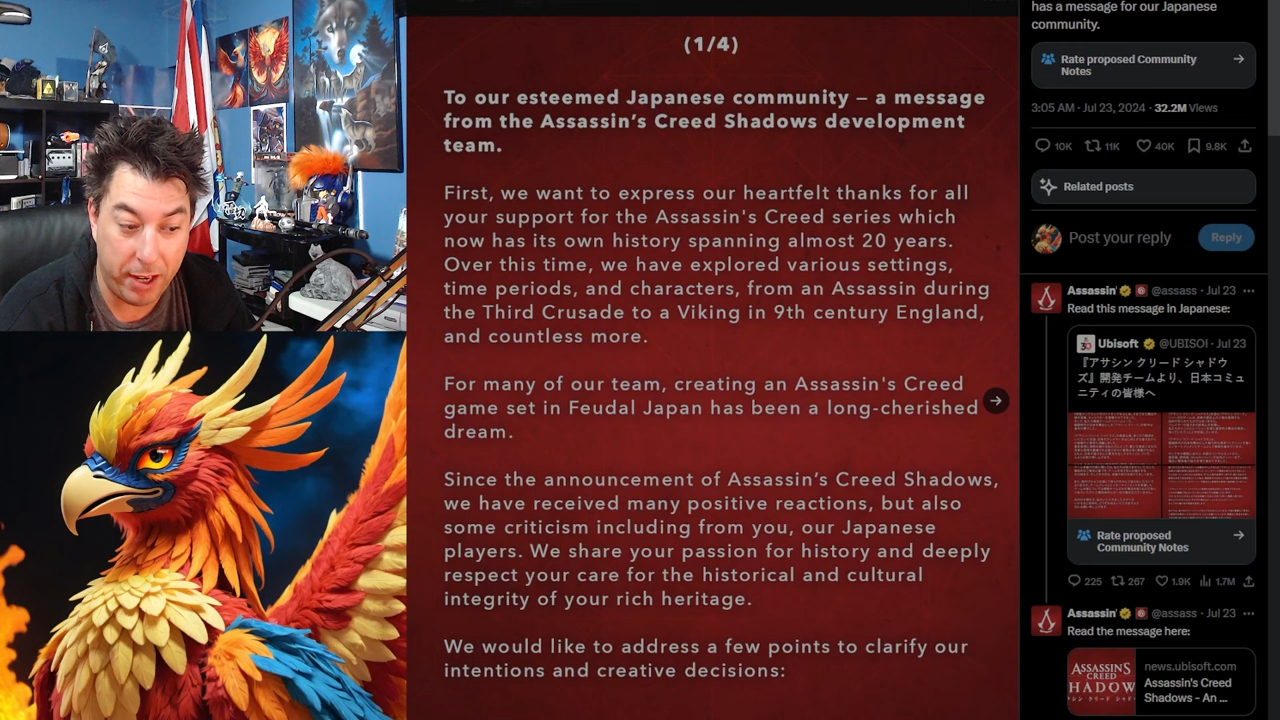 (1/4)
To our esteemed Japanese community – a message
from the Assassin’s Creed Shadows development
team.
First, we want to express our heartfelt thanks for all
your support for the Assassin's Creed series which
now has its own history spanning almost 20 years.
Over this time, we have explored various settings,
time periods, and characters, from an Assassin during
the Third Crusade to a Viking in 9th century England,
and countless more.
For many of our team, creating an Assassin's Creed
game set in Feudal Japan has been a long-cherished
dream.
Since the announcement of Assassin’s Creed Shadows,
we have received many positive reactions, but also
some criticism including from you, our Japanese
players. We share your passion for history and deeply
respect your care for the historical and cultural
integrity of your rich heritage.
We would like to address a few points to clarify our
intentions and creative decisions:
has a message for our Japanese
community.
Rate proposed Community
Notes
3:05 AM · Jul 23, 2024 · 32.2M Views
10K 11K 40K 9.8K
Related posts
Post your reply
Reply
Assassin' @assass · Jul 23
Read this message in Japanese:
Ubisoft @UBISOI · Jul 23
『アサシン クリード シャドウ
ズ』開発チームより、日本コミュ
ニティの皆様へ
Rate proposed
Community Notes
225 267 1.9K 1.7M
Assassin' @assass · Jul 23
Read the message here:
ASSASSIN'S
CREED
HADOW
news.ubisoft.com
Assassin's Creed
Shadows – An ...